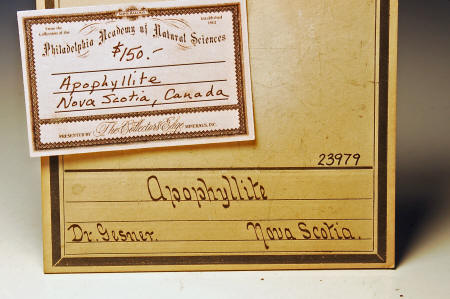 From the
Collection of the
Established
1812
Philadelphia Academy of Natural Sciences
$150.-
Apophyllite
Nova Scotia, Canada
PRESENTED BY The Collector's Edge MINERALS, INC.
23979
Apophyllite
Dr. Gesner. Nova Scotia.